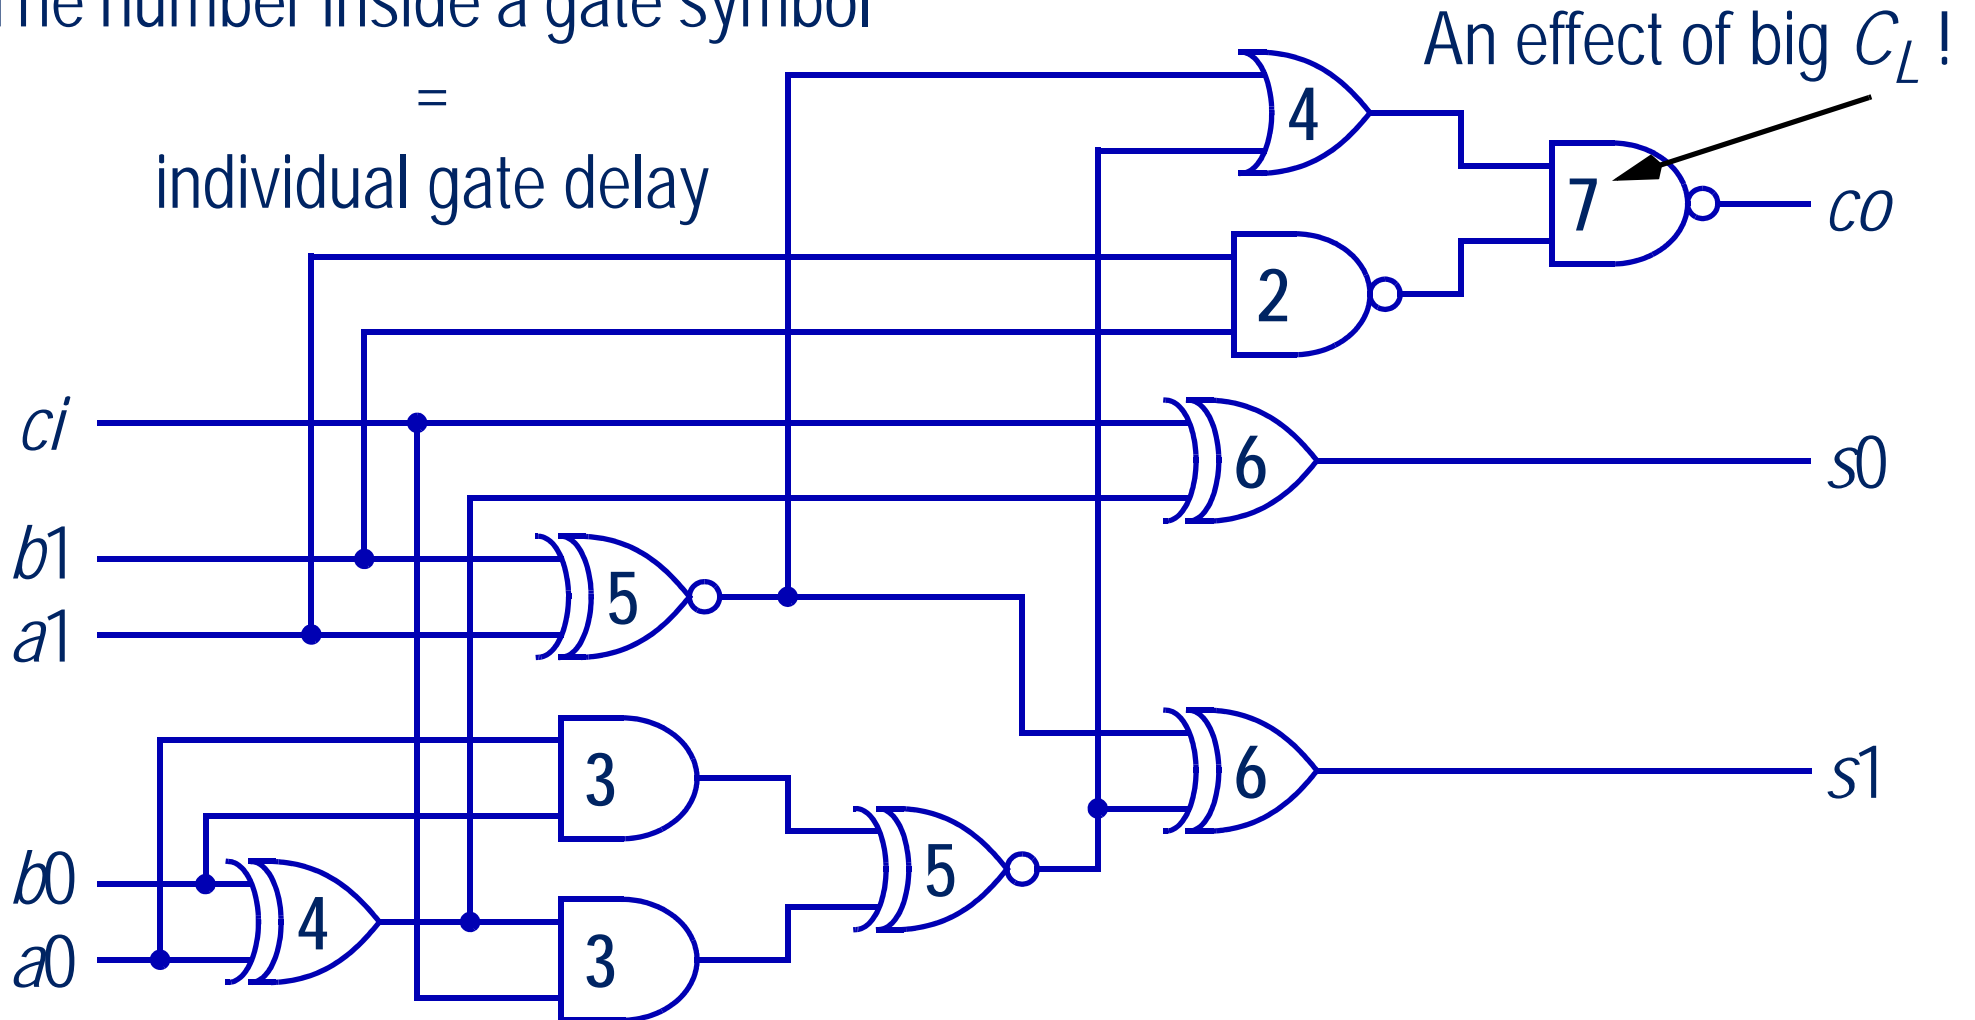 The number inside a gate symbol
=
individual gate delay
An effect of big C_L !
4
7
co
2
ci
6
s0
b1
5
a1
3
6
s1
b0
5
4
a0
3